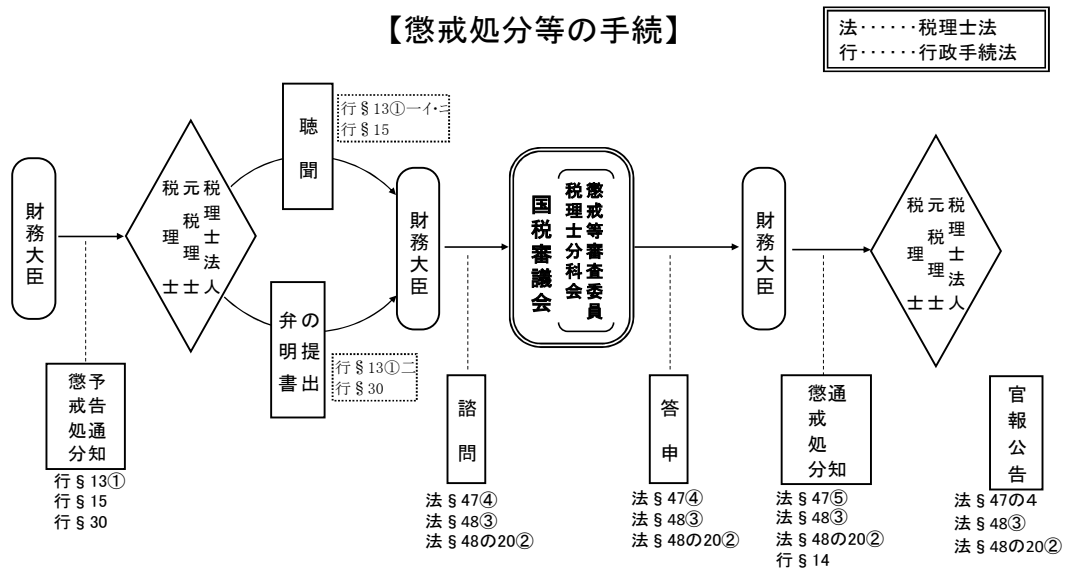 【懲戒処分等の手続】
法‥‥‥税理士法
行‥‥‥行政手続法
財務大臣
税理士
元税理士
税理士法人
聴聞
行§13①一イ・ニ
行§15
弁明書
の提出
行§13①二
行§30
財務大臣
国税審議会
税理士分科会
懲戒等審査委員
財務大臣
税理士
元税理士
税理士法人
懲戒処分
予告通知
行§13①
行§15
行§30
諮問
法§47④
法§48③
法§48の20②
答申
法§47④
法§48③
法§48の20②
懲戒処分
通知
法§47⑤
法§48③
法§48の20②
行§14
官報公告
法§47の4
法§48③
法§48の20②